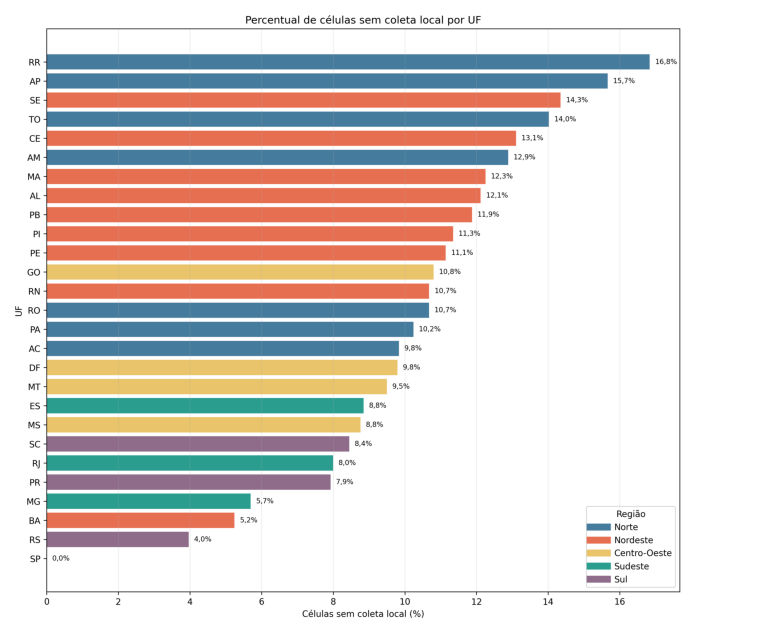 Percentual de células sem coleta local por UF
RR 16,8%
AP 15,7%
SE 14,3%
TO 14,0%
CE 13,1%
AM 12,9%
MA 12,3%
AL 12,1%
PB 11,9%
PI 11,3%
PE 11,1%
GO 10,8%
RN 10,7%
RO 10,7%
PA 10,2%
AC 9,8%
DF 9,8%
MT 9,5%
ES 8,8%
MS 8,8%
SC 8,4%
RJ 8,0%
PR 7,9%
MG 5,7%
BA 5,2%
RS 4,0%
SP 0,0%
UF
Região
Norte
Nordeste
Centro-Oeste
Sudeste
Sul
0 2 4 6 8 10 12 14 16
Células sem coleta local (%)